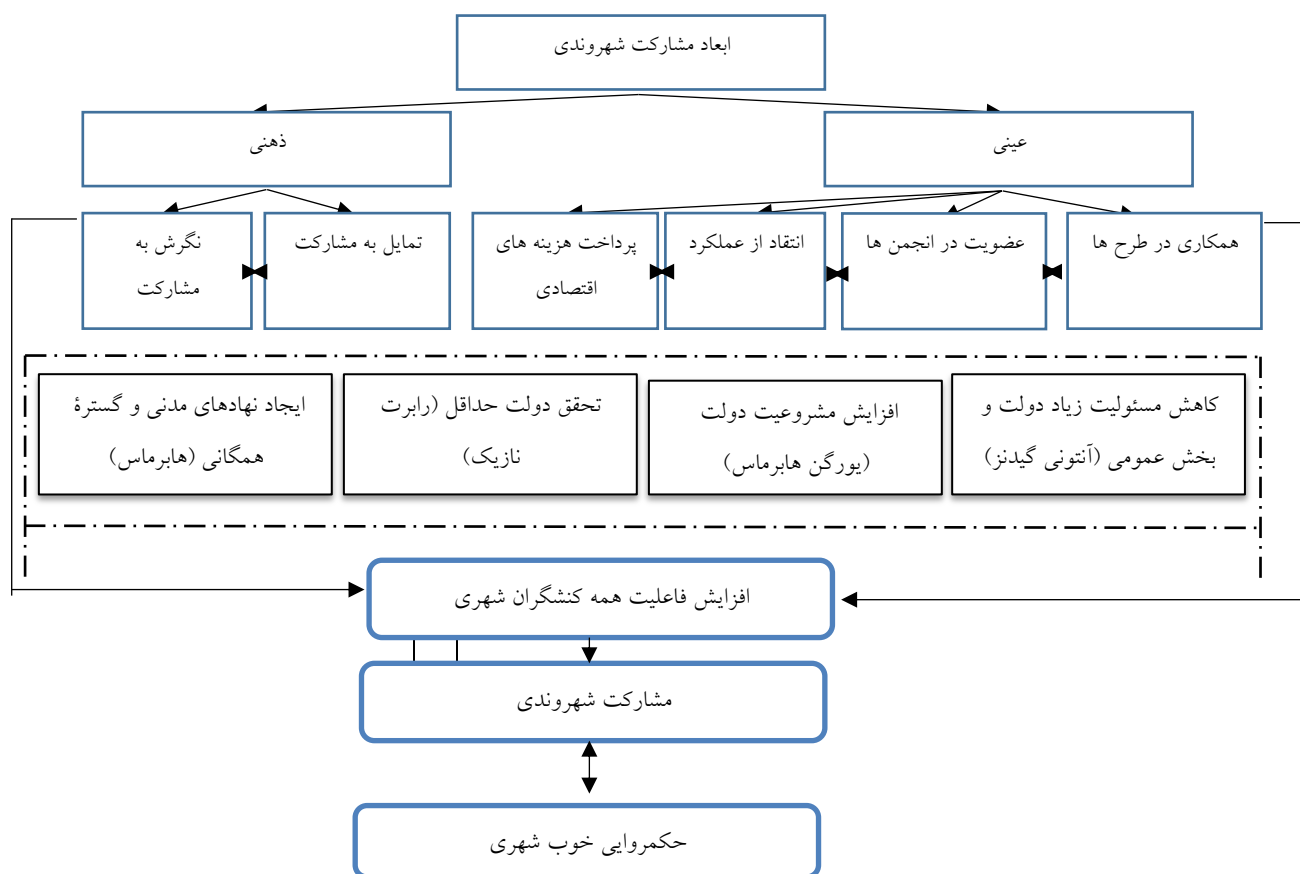 ابعاد مشارکت شهروندی
عینی
ذهنی
همکاری در طرح ها
عضویت در انجمن ها
انتقاد از عملکرد
پرداخت هزینه های
اقتصادی
تمایل به مشارکت
نگرش به
مشارکت
کاهش مسئولیت زیاد دولت و
بخش عمومی (آنتونی گیدنز)
افزایش مشروعیت دولت
(یورگن هابرماس)
تحقق دولت حداقل (رابرت
نازیک)
ایجاد نهادهای مدنی و گسترۀ
همگانی (هابرماس)
افزایش فاعلیت همه کنشگران شهری
مشارکت شهروندی
حکمروایی خوب شهری